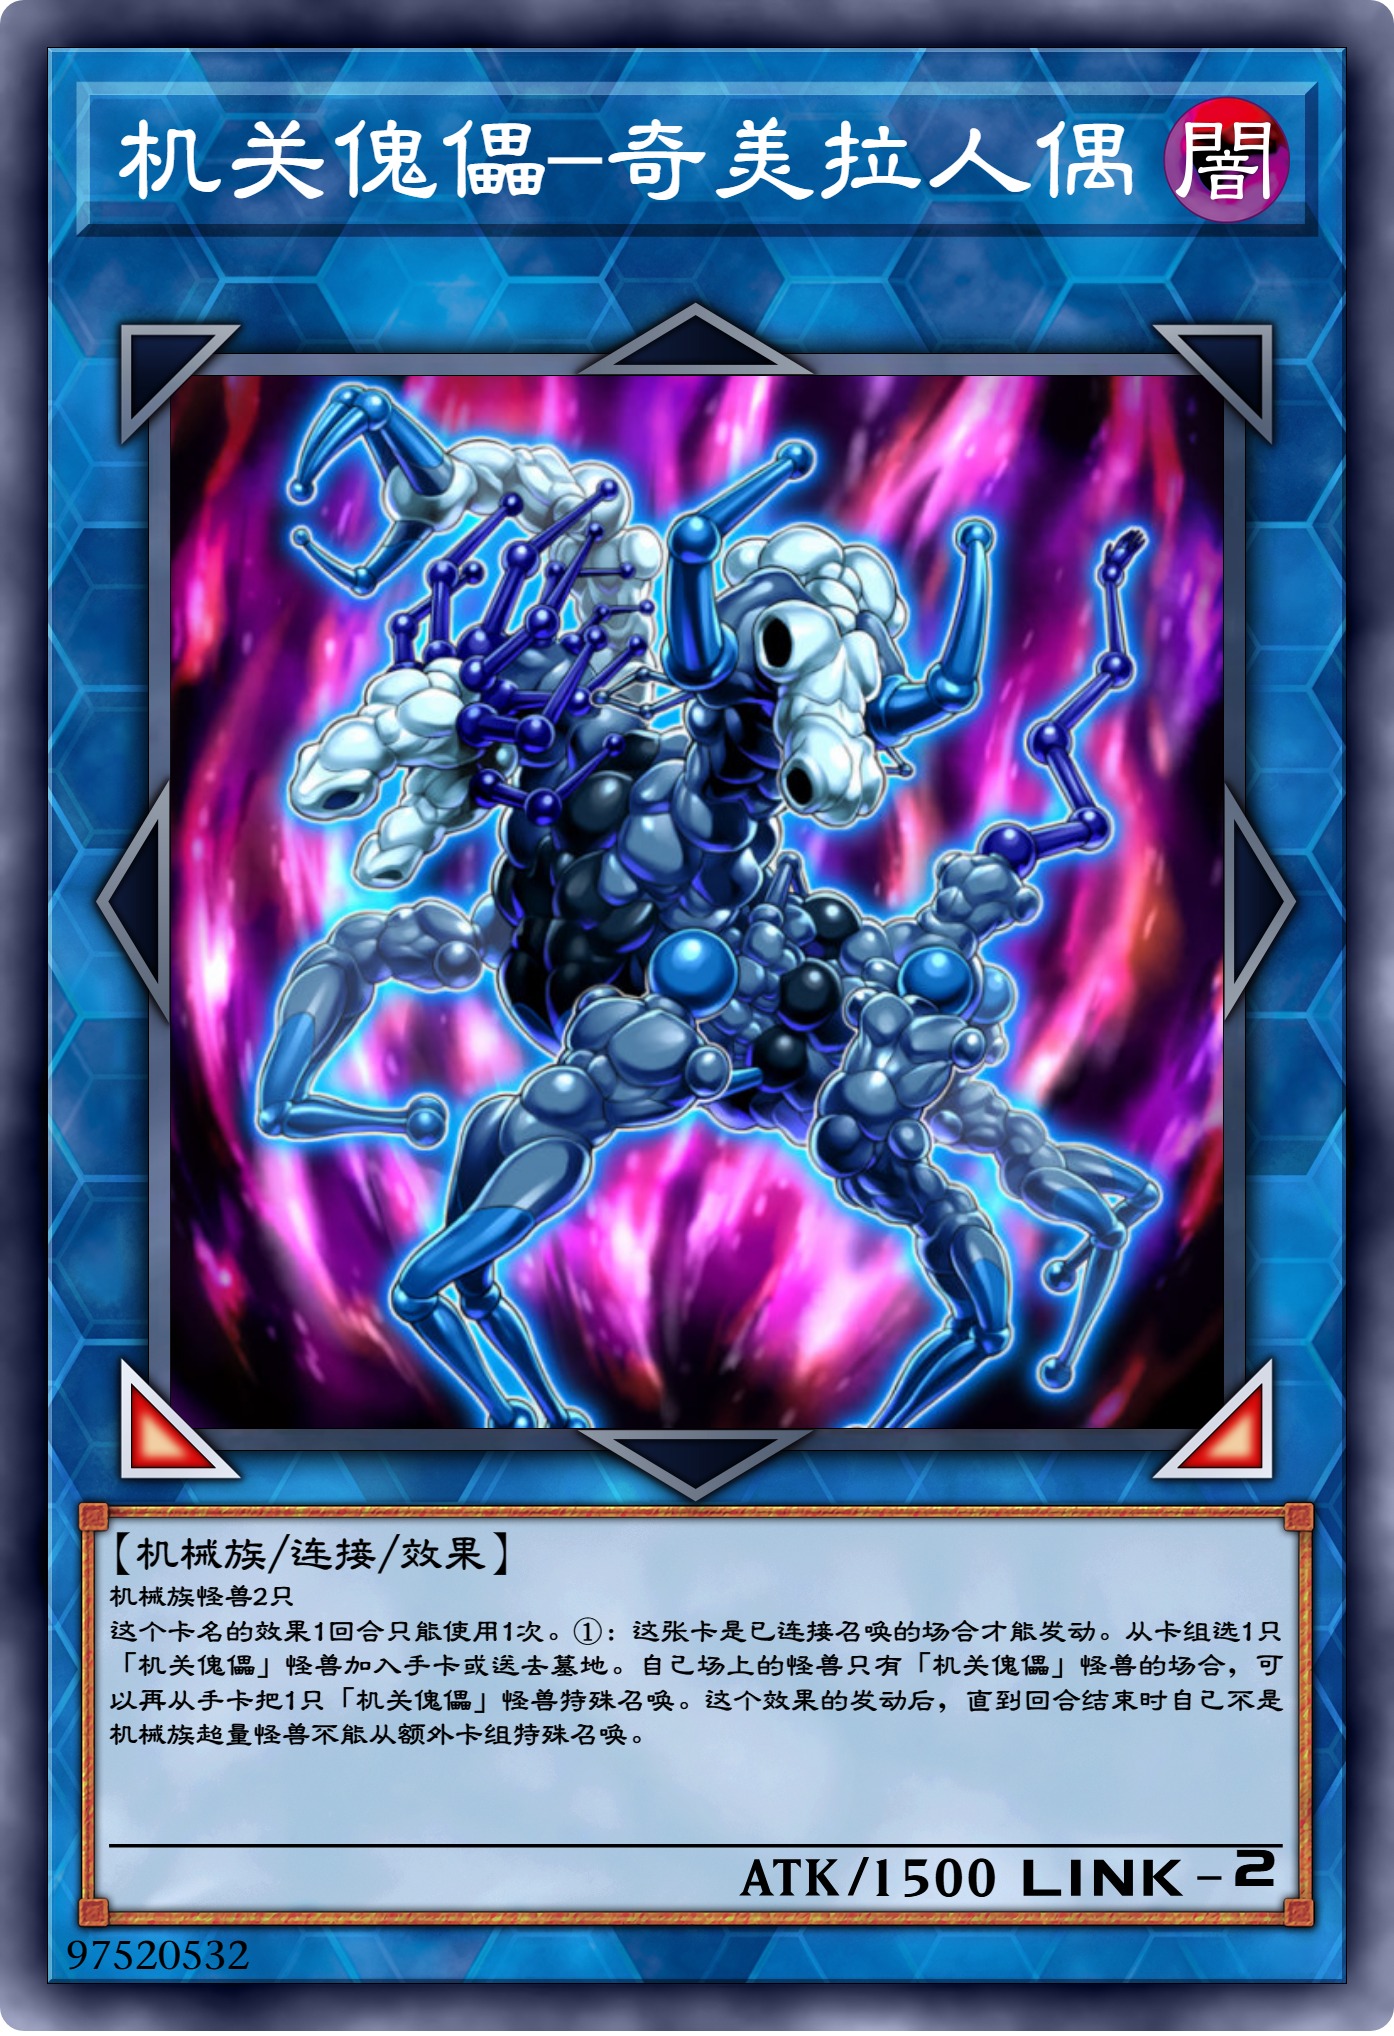 机关傀儡-奇美拉人偶 闇
【机械族/连接/效果】
机械族怪兽2只
这个卡名的效果1回合只能使用1次。①：这张卡是已连接召唤的场合才能发动。从卡组选1只
「机关傀儡」怪兽加入手卡或送去墓地。自己场上的怪兽只有「机关傀儡」怪兽的场合，可
以再从手卡把1只「机关傀儡」怪兽特殊召唤。这个效果的发动后，直到回合结束时自己不是
机械族超量怪兽不能从额外卡组特殊召唤。
ATK/1500 LINK-2
97520532